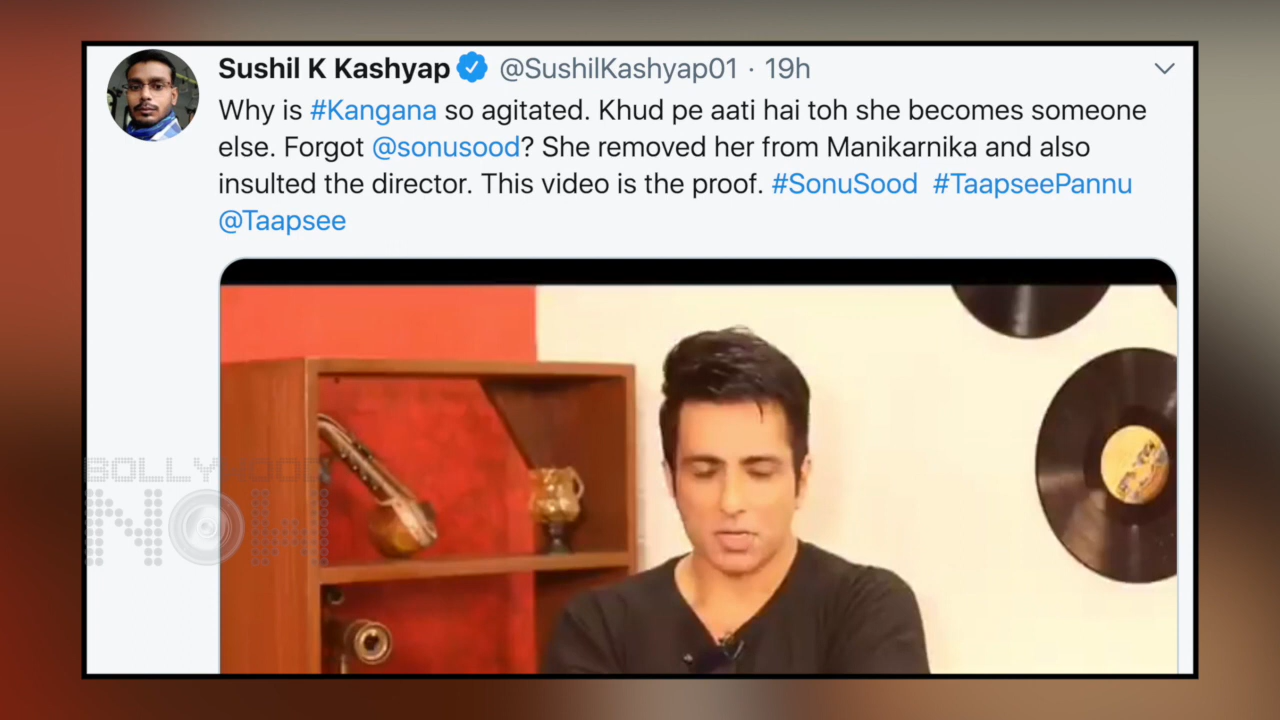 Sushil K Kashyap @SushilKashyap01 · 19h
Why is #Kangana so agitated. Khud pe aati hai toh she becomes someone
else. Forgot @sonusood? She removed her from Manikarnika and also
insulted the director. This video is the proof. #SonuSood #TaapseePannu
@Taapsee
BOLLYWOOD
NOW